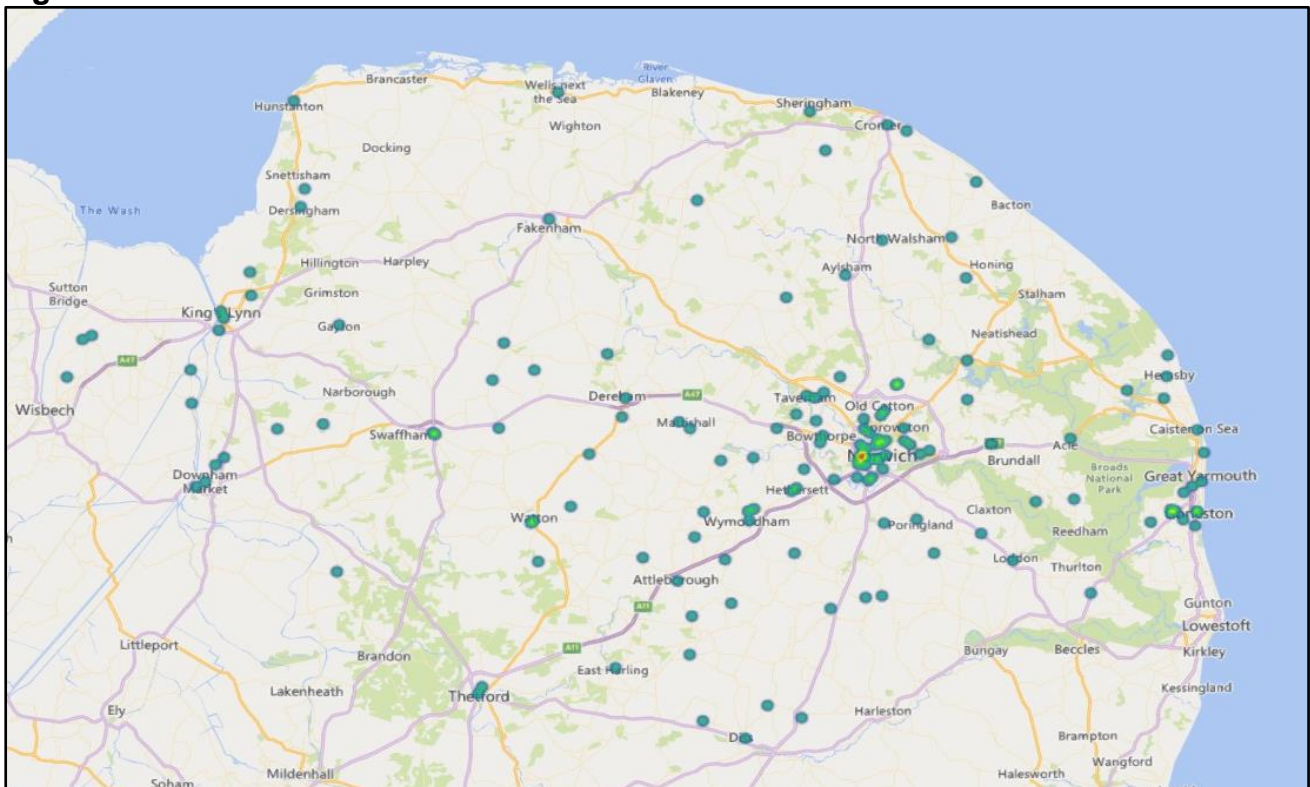 Brancaster
River
Glaven
Wells next
the Sea
Blakeney
Hunstanton
Sheringham
Cromer
Wighton
Docking
Snettisham
The Wash
Dersingham
Bacton
Fakenham
North Walsham
Hillington
Harpley
Aylsham
Honing
Sutton
Bridge
Grimston
Stalham
King Lynn
Gayton
Neatishead
A47
Hemsby
Narborough
Dereham
A47
Taverham
Old Catton
Wisbech
Swaffham
Mattishall
Bowthorpe
Sprowston
Caister on Sea
Acle
Norwich
Brundall
Downham
Market
Broads
National
Park
Great Yarmouth
Hethersett
Claxton
Watton
Wymondham
Poringland
Reedham
Gorleston
Loddon
Thurlton
Attleborough
A11
Gunton
Lowestoft
Littleport
A11
Brandon
East Harling
Bungay
Beccles
Kirkley
Lakenheath
Thetford
Kessingland
Ely
Harleston
Diss
Brampton
Wangford
Mildenhall
Halesworth
Soham